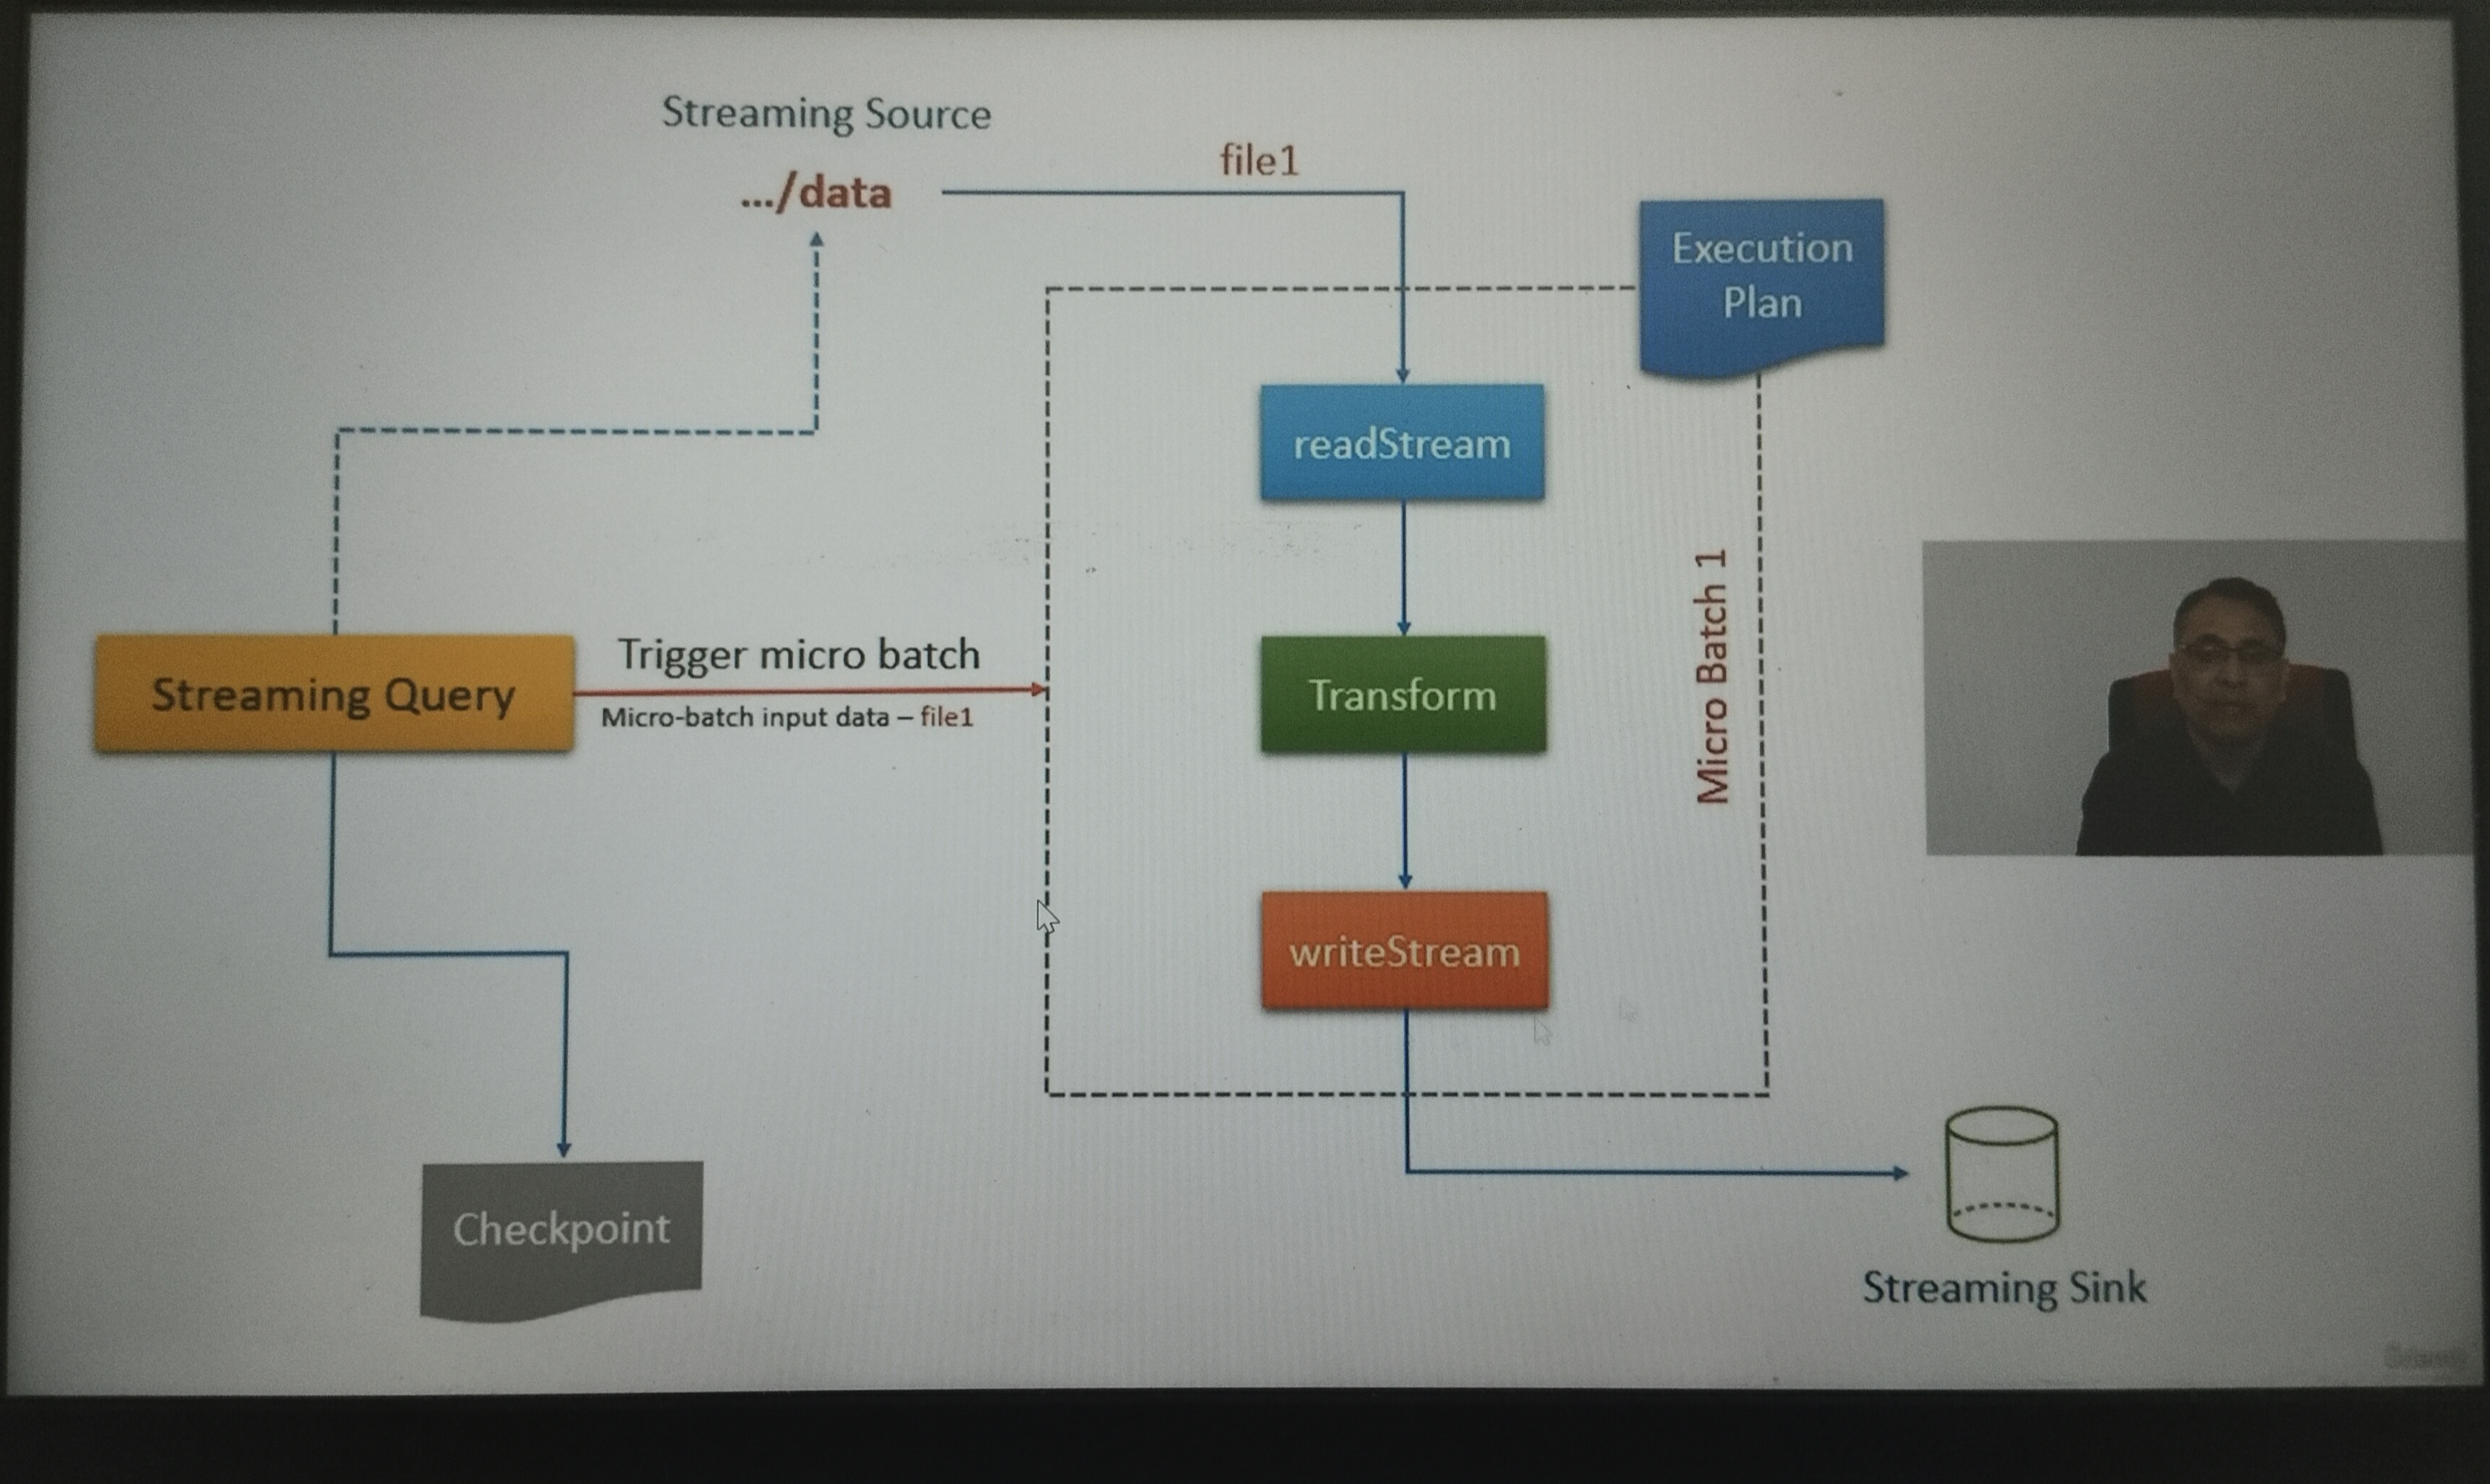 Streaming Source
.../data
file1
Execution
Plan
readStream
Streaming Query
Trigger micro batch
Micro-batch input data – file1
Transform
Micro Batch 1
writeStream
Checkpoint
Streaming Sink